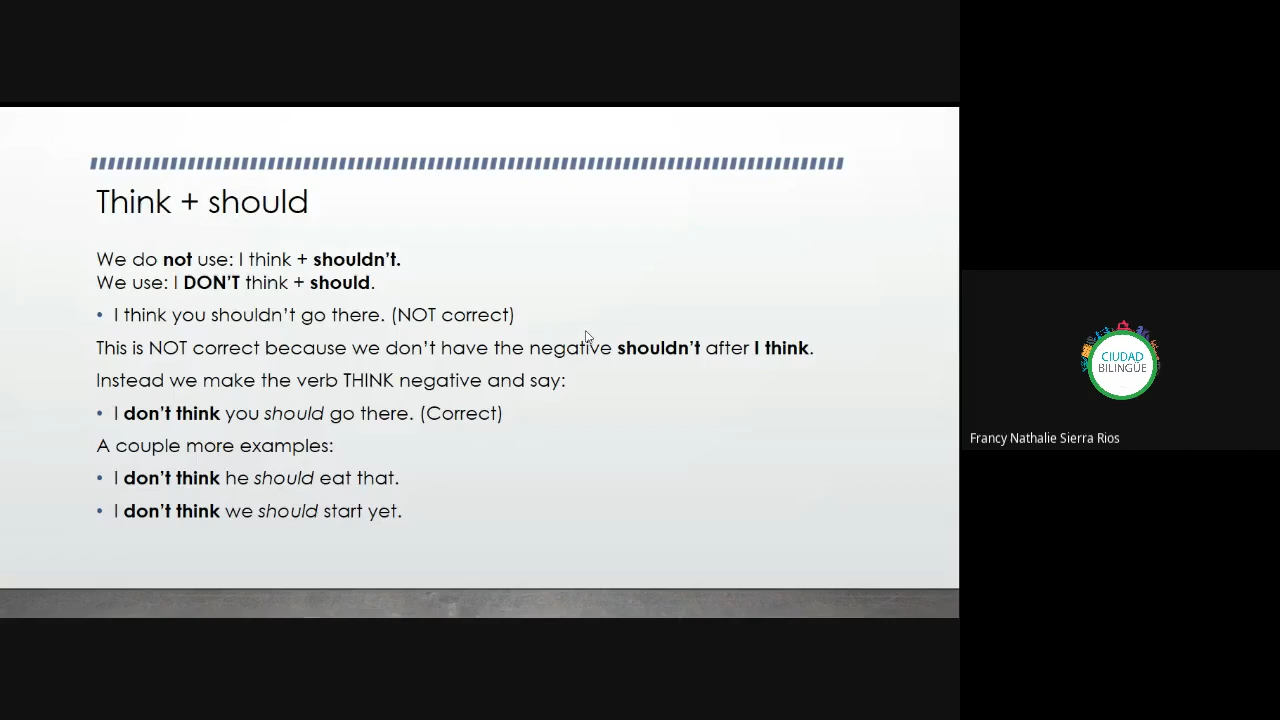 Think + should
We do not use: I think + shouldn't.
We use: I DON'T think + should.
• I think you shouldn't go there. (NOT correct)
This is NOT correct because we don't have the negative shouldn't after I think.
Instead we make the verb THINK negative and say:
• I don't think you should go there. (Correct)
A couple more examples:
• I don't think he should eat that.
• I don't think we should start yet.
CIUDAD
BILINGÜE
Francy Nathalie Sierra Rios